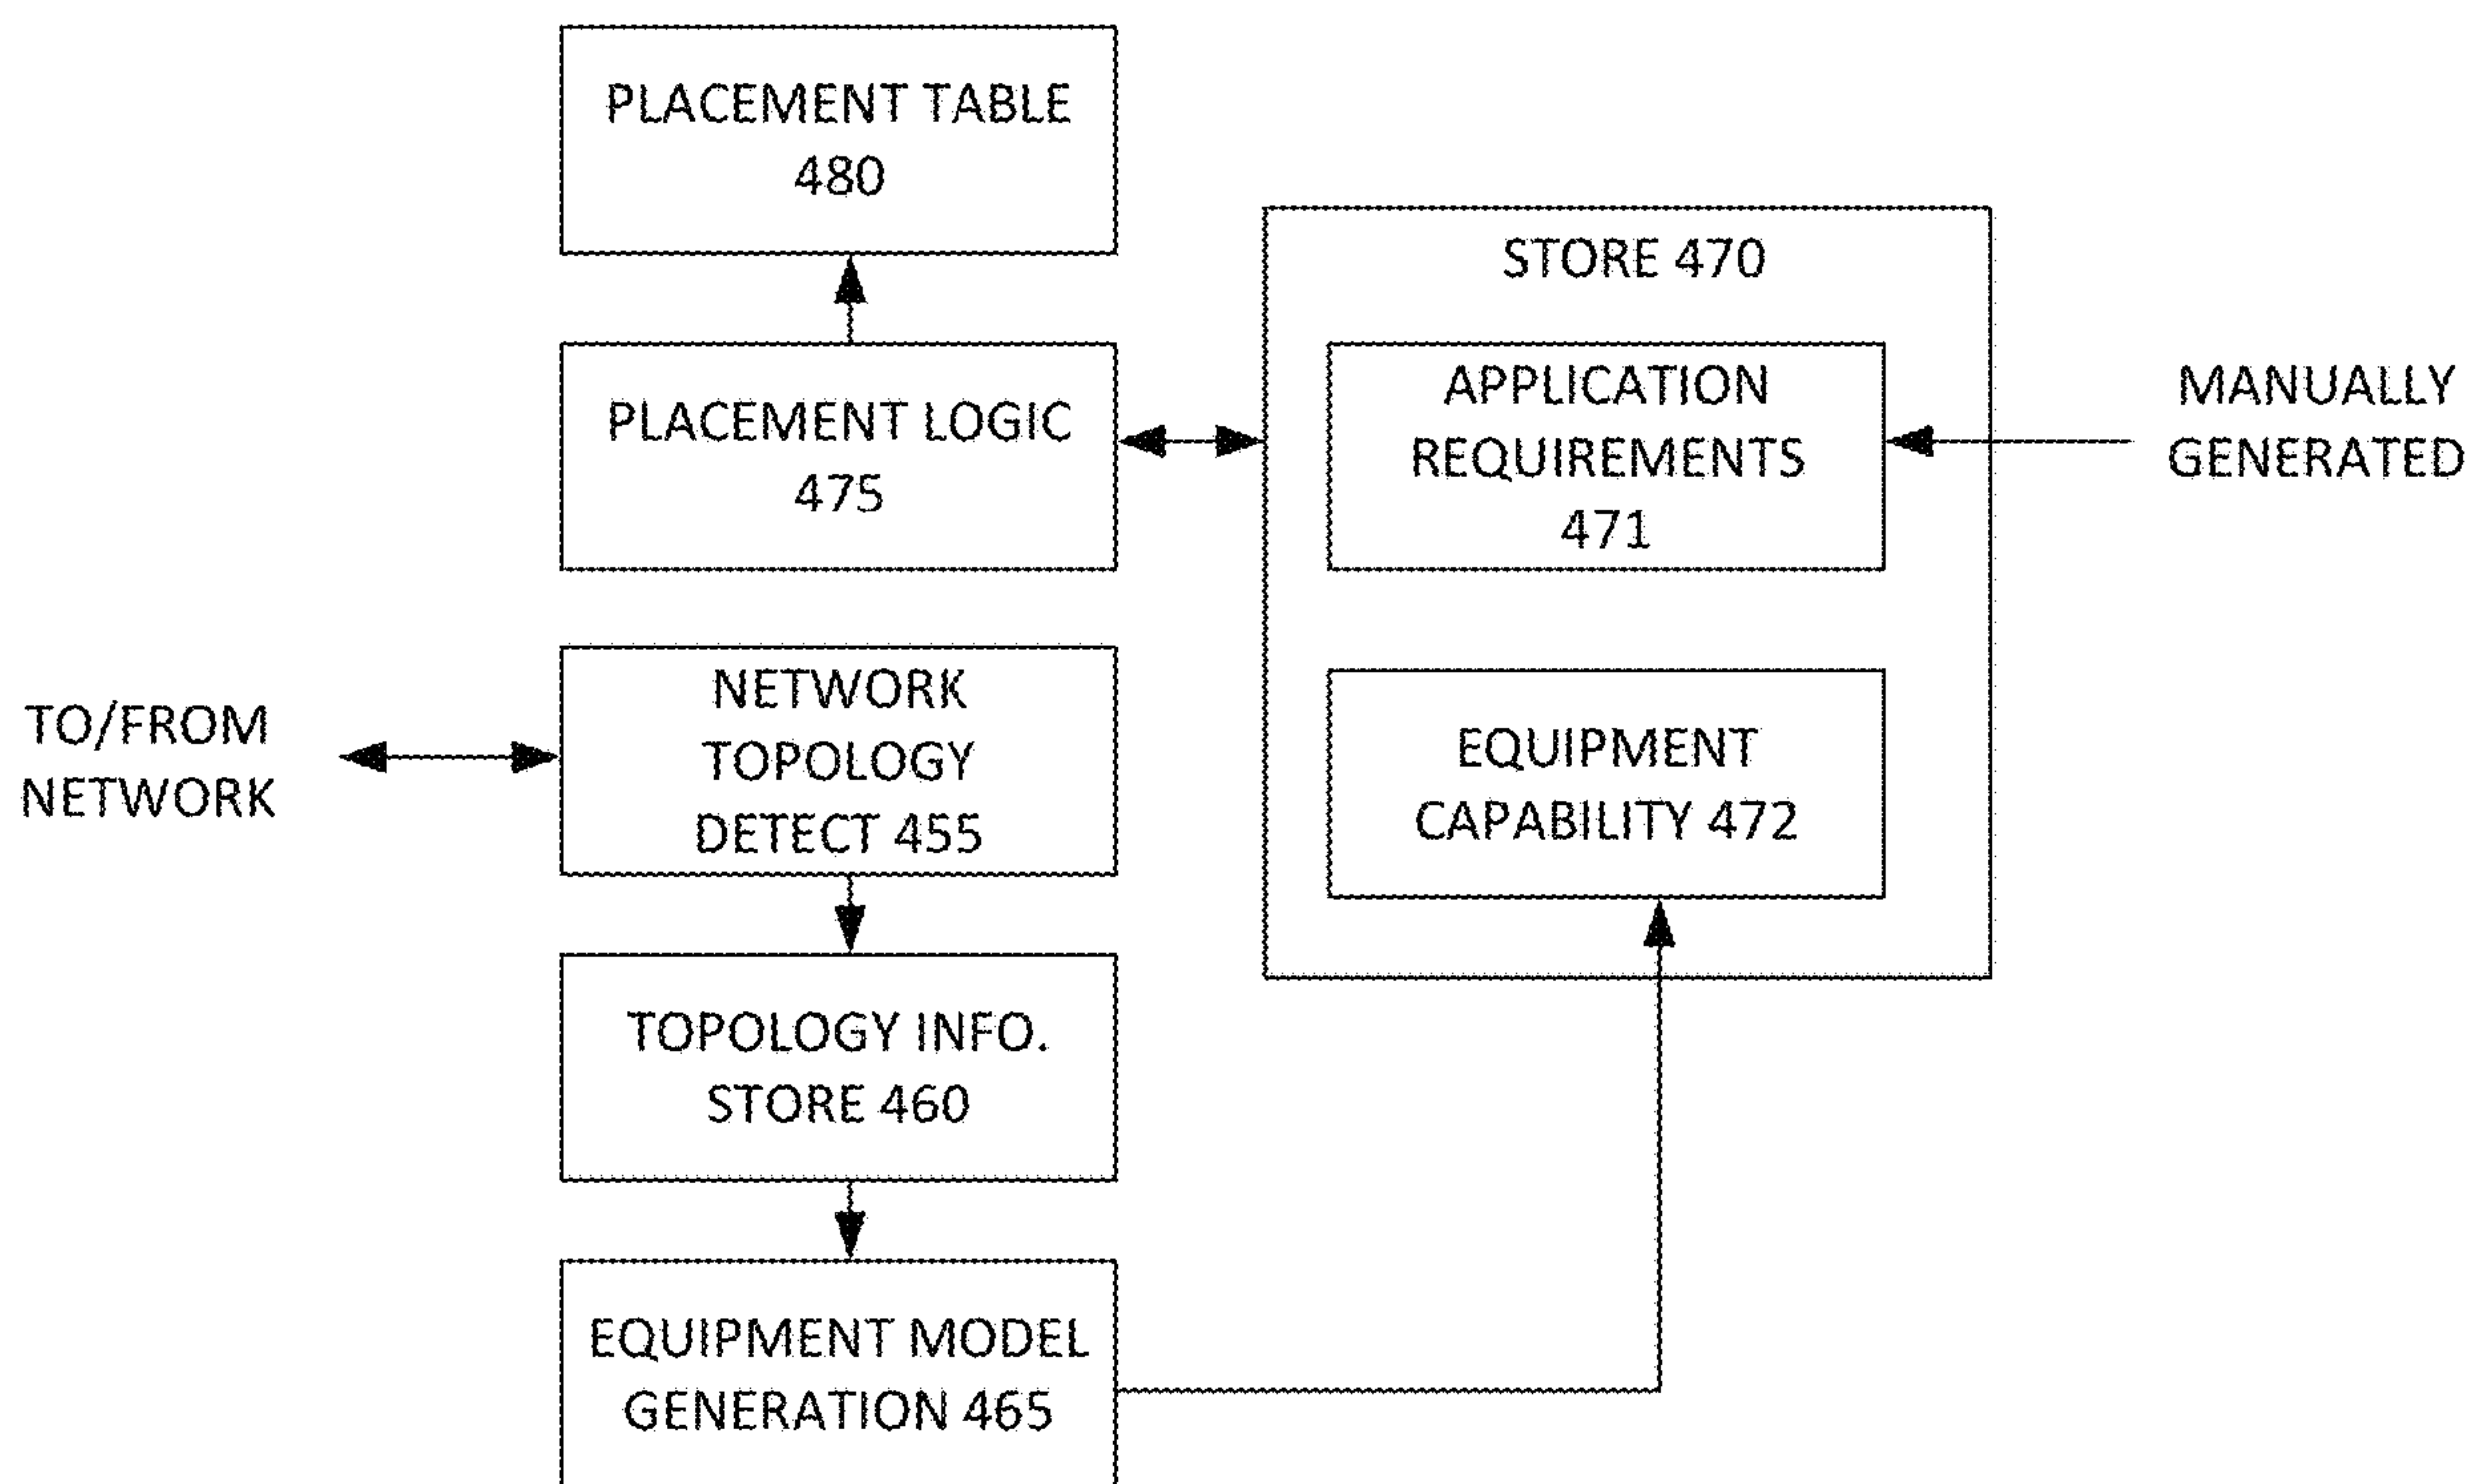 PLACEMENT TABLE
480
STORE 470
PLACEMENT LOGIC
475
APPLICATION
REQUIREMENTS
471
MANUALLY
GENERATED
TO/FROM
NETWORK
NETWORK
TOPOLOGY
DETECT 455
EQUIPMENT
CAPABILITY 472
TOPOLOGY INFO.
STORE 460
EQUIPMENT MODEL
GENERATION 465